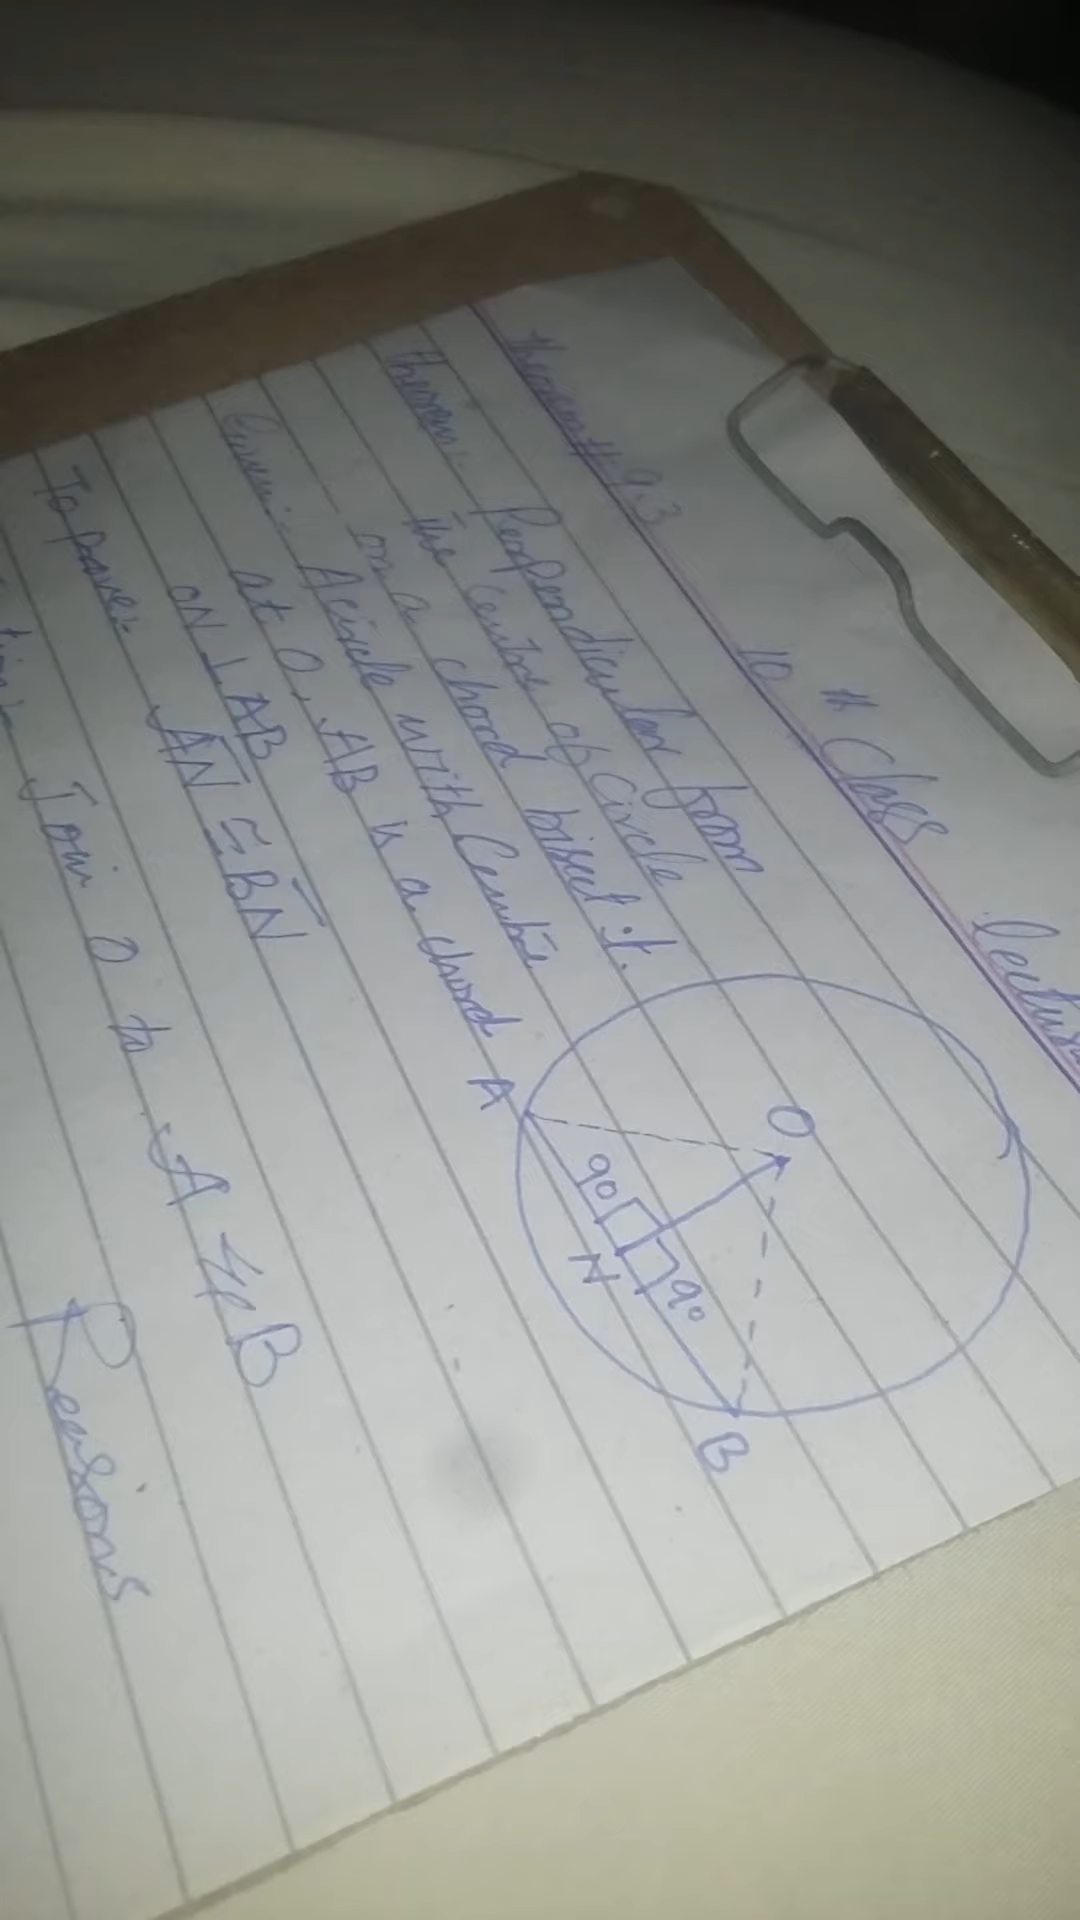 10 # Class lectur
theorem # 9.3
theorem:- Perpendicular from
the centre of circle
on a chord bisect it.
Given:- A circle with Centre
at O, AB is a chord
ON ⊥ AB
To prove:- AN ≅ BN
Join O to A & B
Reasons
O
A
90
N
90
B